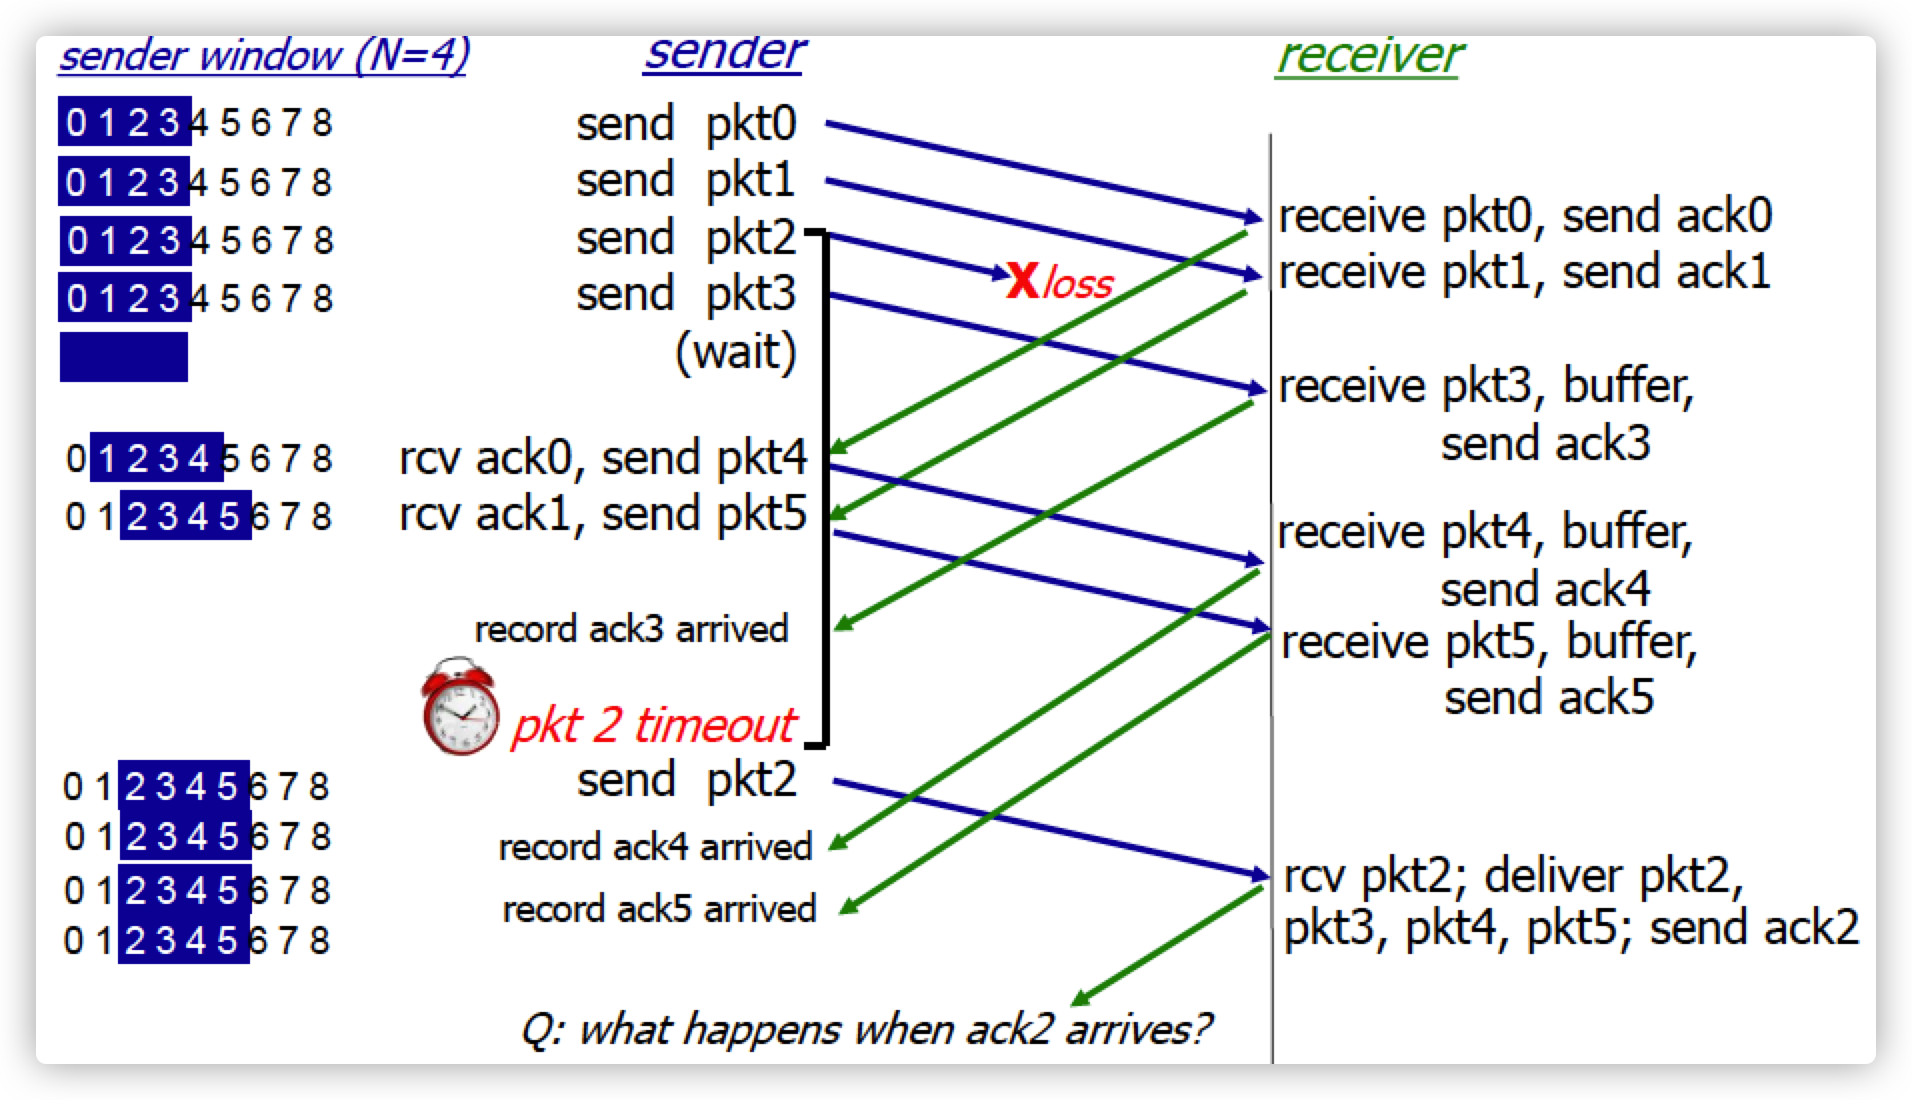 sender window (N=4) sender receiver
0 1 2 3 4 5 6 7 8 send pkt0
0 1 2 3 4 5 6 7 8 send pkt1
receive pkt0, send ack0
0 1 2 3 4 5 6 7 8 send pkt2
X loss
receive pkt1, send ack1
0 1 2 3 4 5 6 7 8 send pkt3
(wait)
receive pkt3, buffer,
send ack3
0 1 2 3 4 5 6 7 8 rcv ack0, send pkt4
0 1 2 3 4 5 6 7 8 rcv ack1, send pkt5
receive pkt4, buffer,
send ack4
record ack3 arrived
receive pkt5, buffer,
send ack5
pkt 2 timeout
0 1 2 3 4 5 6 7 8 send pkt2
0 1 2 3 4 5 6 7 8 record ack4 arrived
0 1 2 3 4 5 6 7 8 record ack5 arrived
rcv pkt2; deliver pkt2,
pkt3, pkt4, pkt5; send ack2
0 1 2 3 4 5 6 7 8
Q: what happens when ack2 arrives?